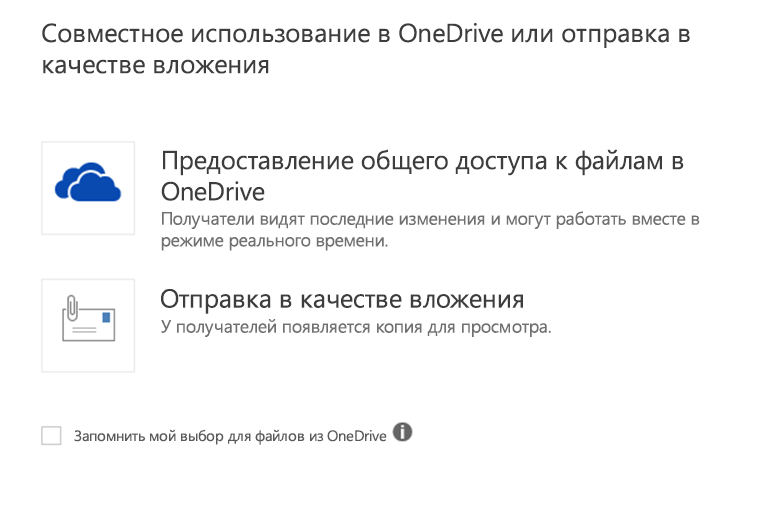 Совместное использование в OneDrive или отправка в
качестве вложения
Предоставление общего доступа к файлам в
OneDrive
Получатели видят последние изменения и могут работать вместе в
режиме реального времени.
Отправка в качестве вложения
У получателей появляется копия для просмотра.
Запомнить мой выбор для файлов из OneDrive